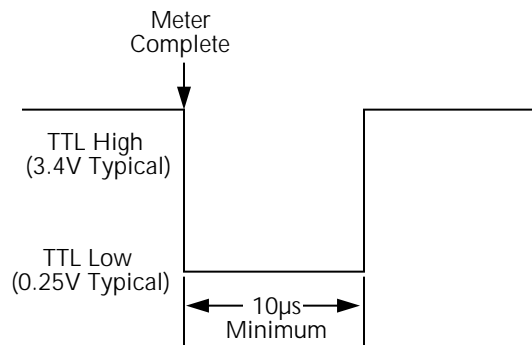 Meter
Complete
TTL High
(3.4V Typical)
TTL Low
(0.25V Typical)
10µs
Minimum